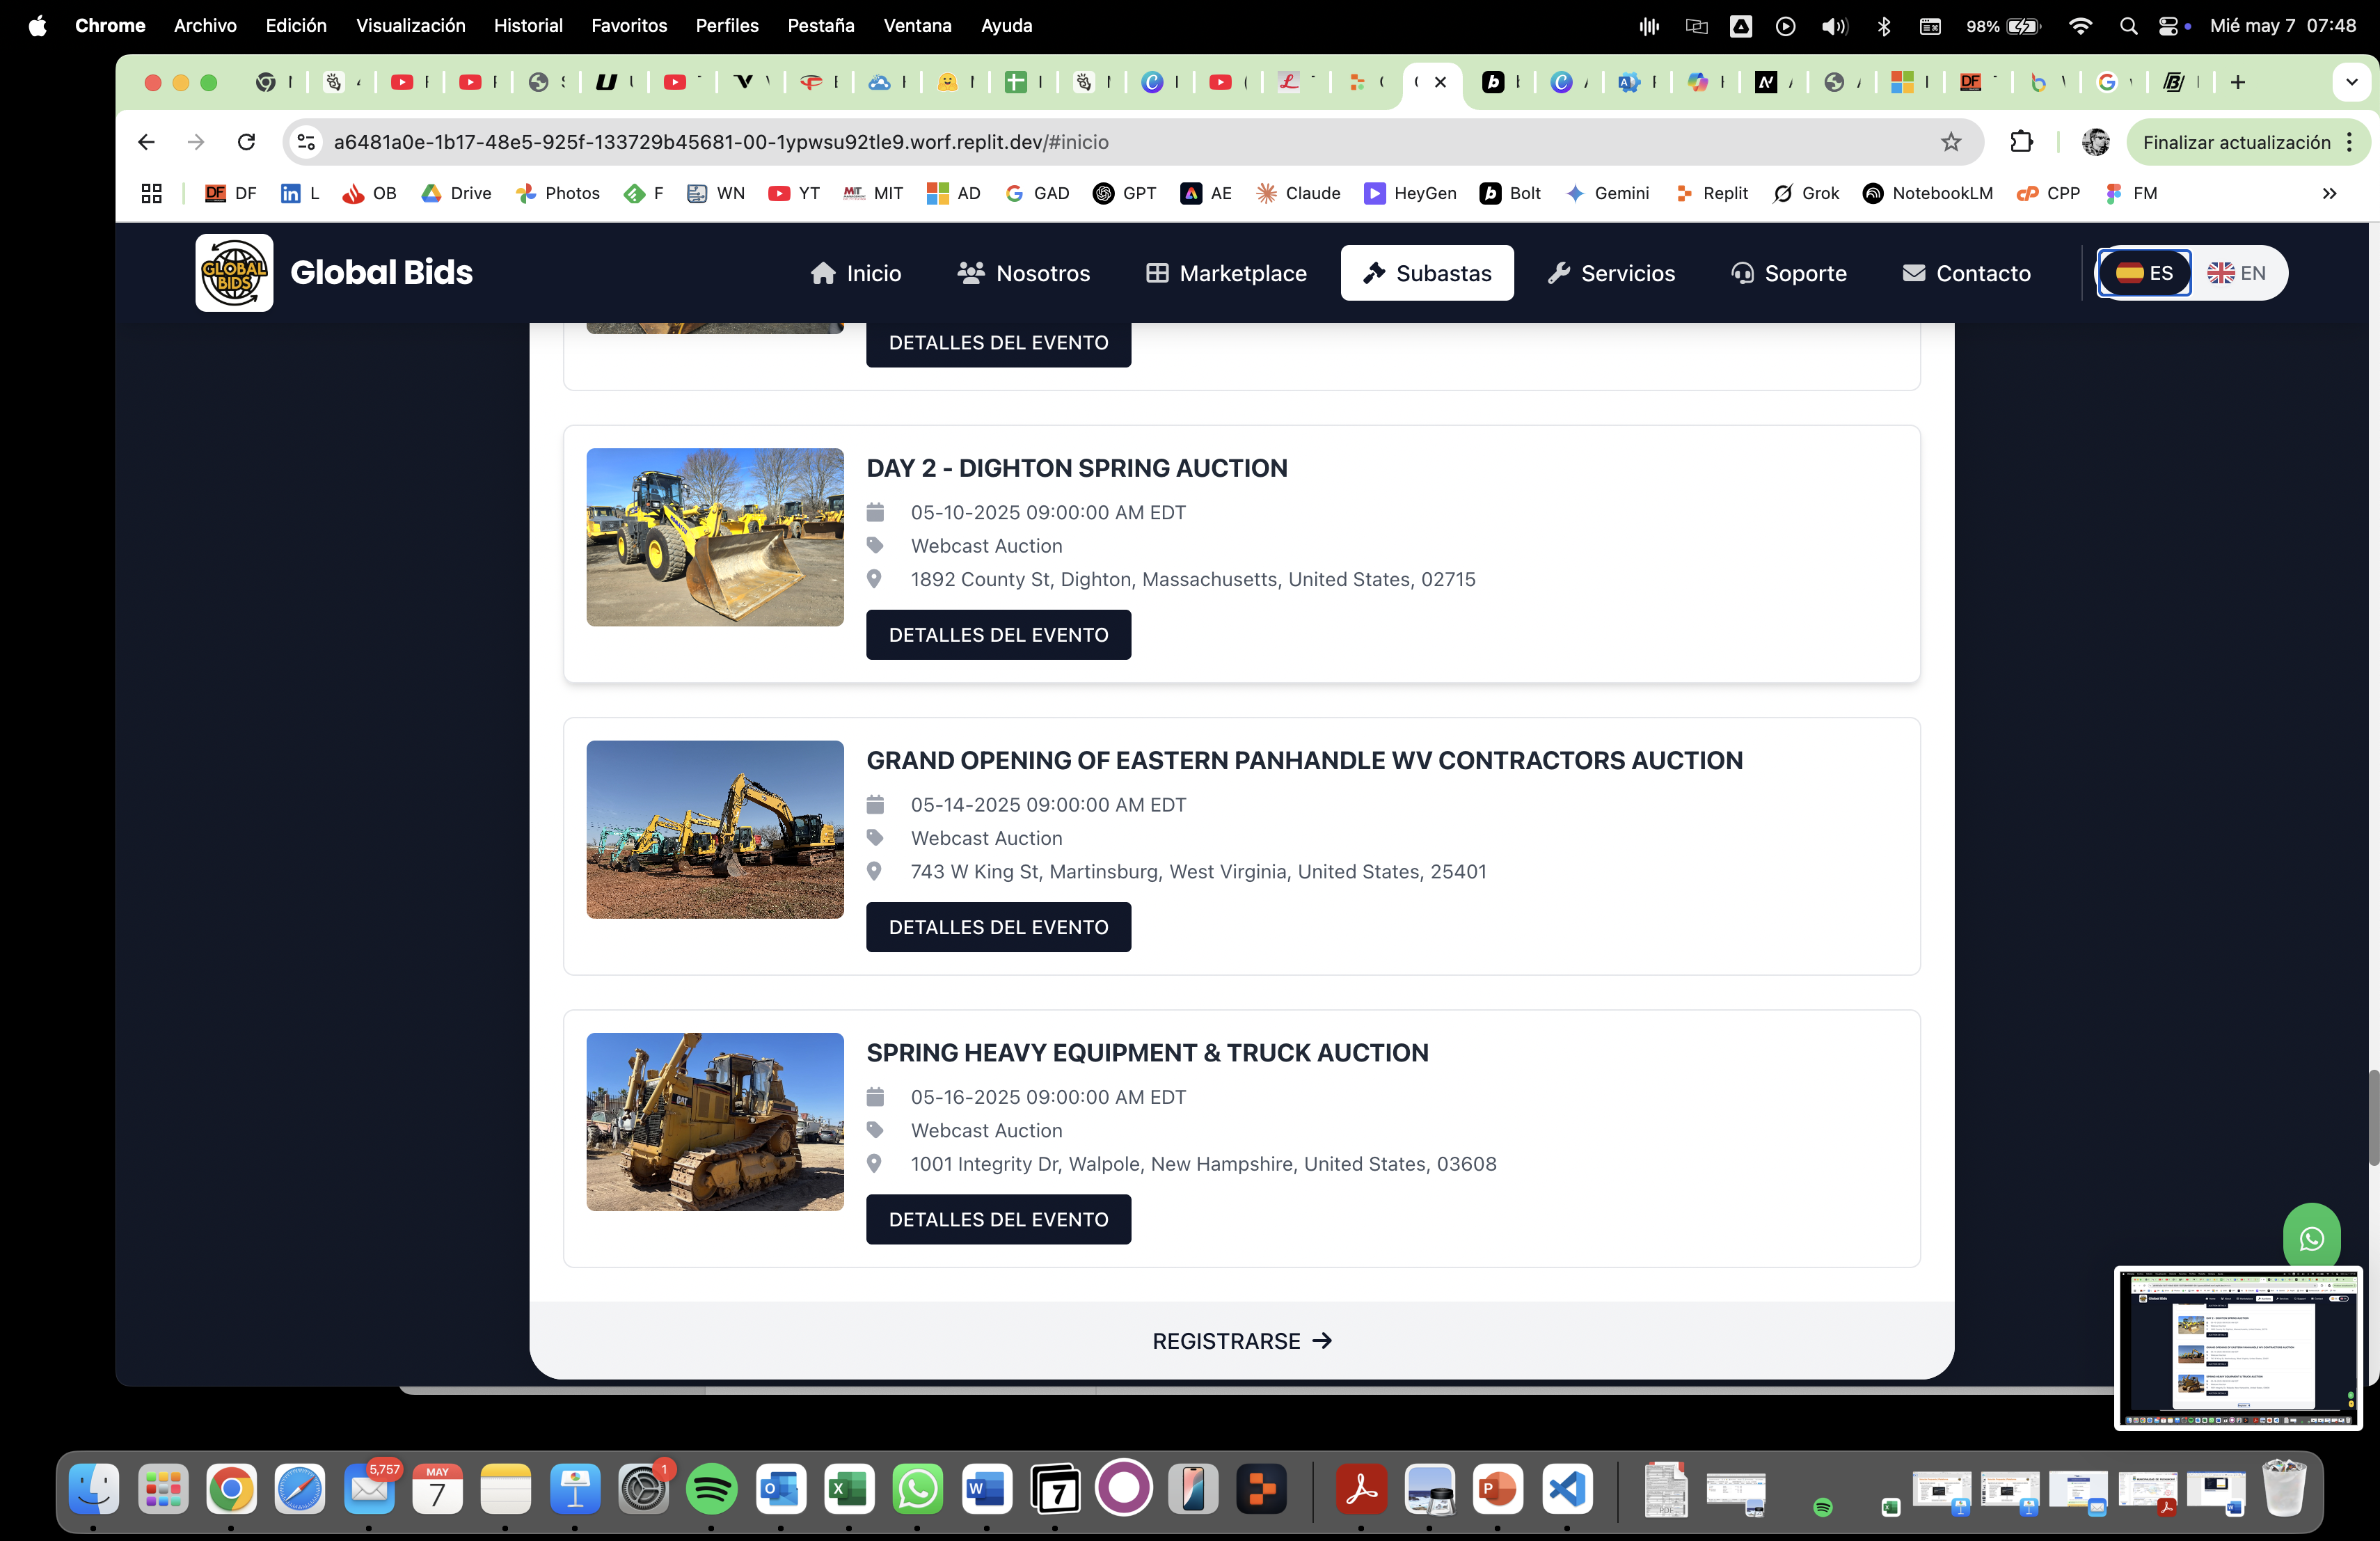 Chrome Archivo Edición Visualización Historial Favoritos Perfiles Pestaña Ventana Ayuda 98% Mié may 7 07:48
a6481a0e-1b17-48e5-925f-133729b45681-00-1ypwsu92tle9.worf.replit.dev/#inicio Finalizar actualización
DF L OB Drive Photos F WN YT MIT AD GAD GPT AE Claude HeyGen Bolt Gemini Replit Grok NotebookLM CPP FM
GLOBAL BIDS Global Bids Inicio Nosotros Marketplace Subastas Servicios Soporte Contacto ES EN
DETALLES DEL EVENTO
DAY 2 - DIGHTON SPRING AUCTION
05-10-2025 09:00:00 AM EDT
Webcast Auction
1892 County St, Dighton, Massachusetts, United States, 02715
DETALLES DEL EVENTO
GRAND OPENING OF EASTERN PANHANDLE WV CONTRACTORS AUCTION
05-14-2025 09:00:00 AM EDT
Webcast Auction
743 W King St, Martinsburg, West Virginia, United States, 25401
DETALLES DEL EVENTO
SPRING HEAVY EQUIPMENT & TRUCK AUCTION
05-16-2025 09:00:00 AM EDT
Webcast Auction
1001 Integrity Dr, Walpole, New Hampshire, United States, 03608
DETALLES DEL EVENTO
REGISTRARSE →
5,757 MAY 7 1 7